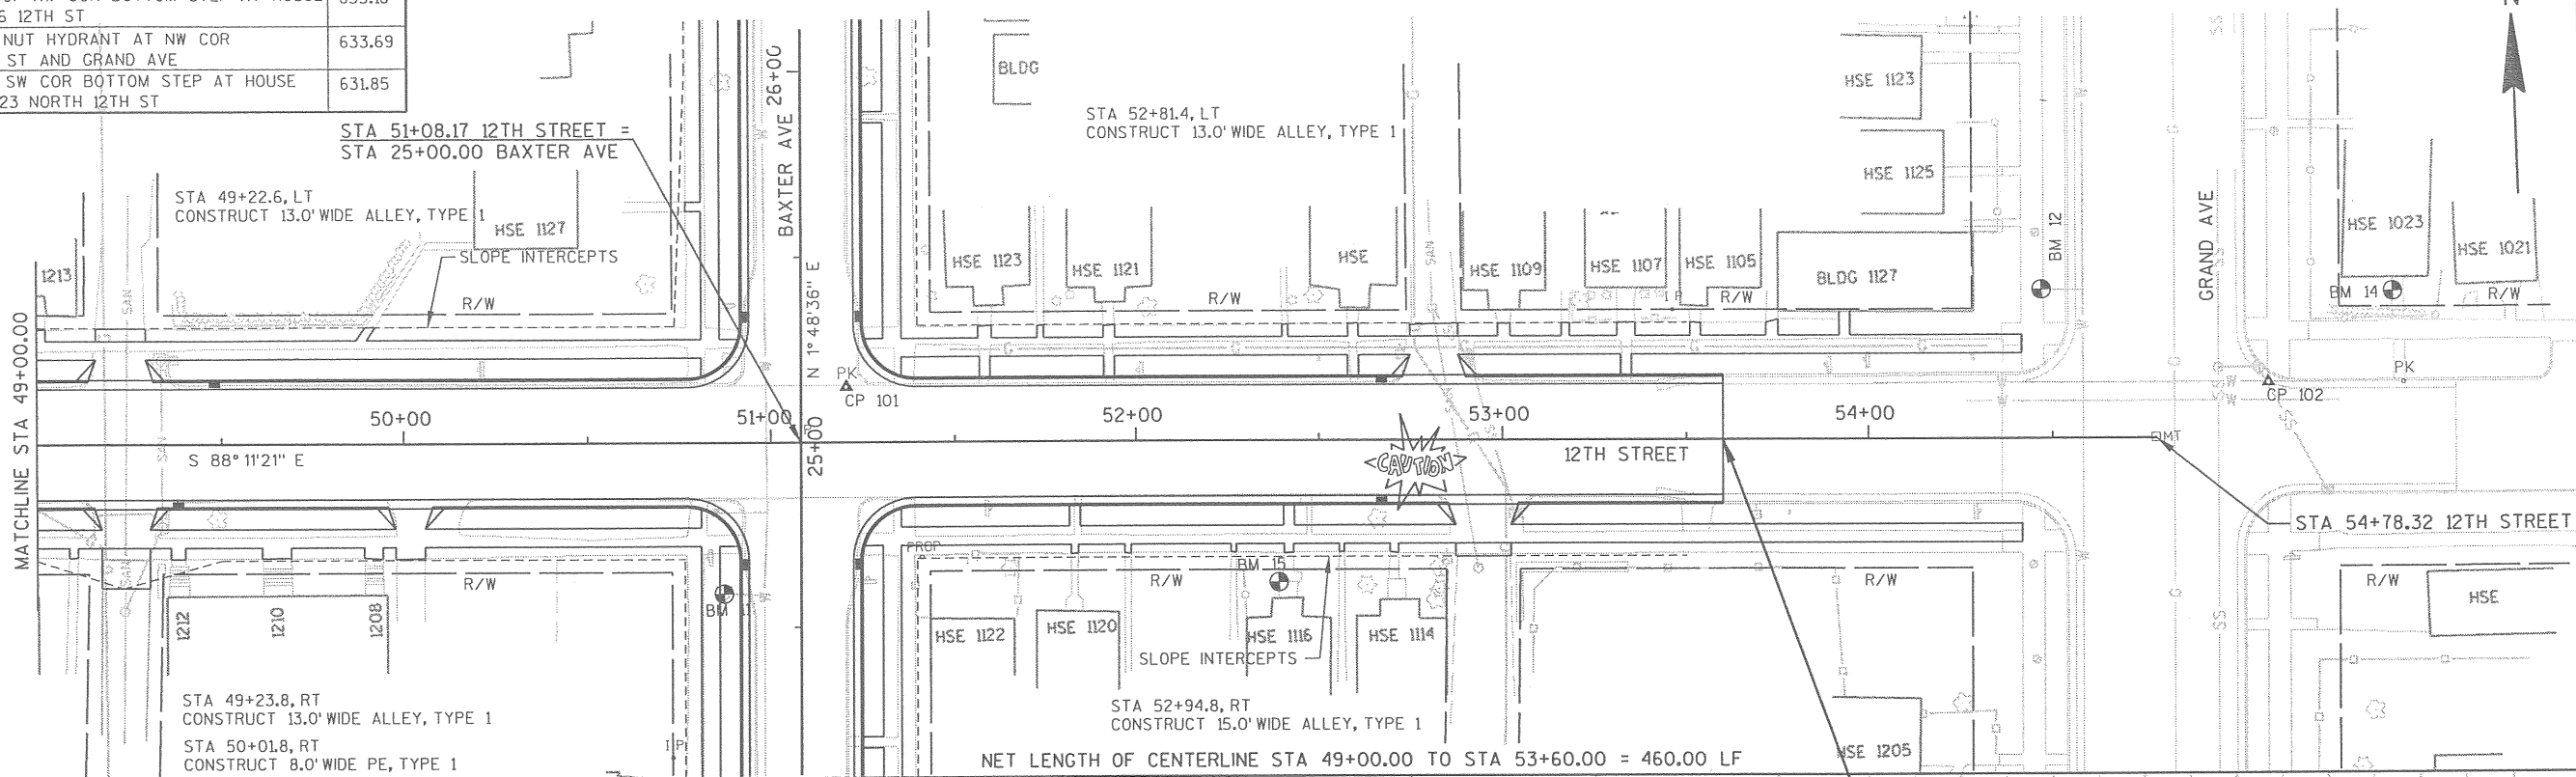 6 12TH ST
NUT HYDRANT AT NW COR
633.69
ST AND GRAND AVE
SW COR BOTTOM STEP AT HOUSE
631.85
23 NORTH 12TH ST
N
STA 51+08.17 12TH STREET =
STA 25+00.00 BAXTER AVE
STA 49+22.6, LT
CONSTRUCT 13.0' WIDE ALLEY, TYPE 1
HSE 1127
SLOPE INTERCEPTS
1213
R/W
SAN
BAXTER AVE
26+00
N 1° 48'36" E
BLDG
STA 52+81.4, LT
CONSTRUCT 13.0' WIDE ALLEY, TYPE 1
HSE 1123
HSE 1125
HSE 1123
HSE 1121
HSE
SAN
HSE 1109
HSE 1107
HSE 1105
BLDG 1127
R/W
I P
R/W
BM 12
GRAND AVE
SS
HSE 1023
HSE 1021
BM 14
R/W
MATCHLINE STA 49+00.00
PK
CP 101
PK
CP 102
50+00
51+00
52+00
53+00
54+00
25+00
S 88° 11'21" E
CAUTION
12TH STREET
MT
STA 54+78.32 12TH STREET
SAN
PROP
R/W
R/W
BM 15
R/W
R/W
1212
1210
1208
BM 11
HSE 1122
HSE 1120
HSE 1116
HSE 1114
HSE
SS
SLOPE INTERCEPTS
STA 49+23.8, RT
CONSTRUCT 13.0' WIDE ALLEY, TYPE 1
STA 50+01.8, RT
CONSTRUCT 8.0' WIDE PE, TYPE 1
I P
STA 52+94.8, RT
CONSTRUCT 15.0' WIDE ALLEY, TYPE 1
NET LENGTH OF CENTERLINE STA 49+00.00 TO STA 53+60.00 = 460.00 LF
HSE 1205